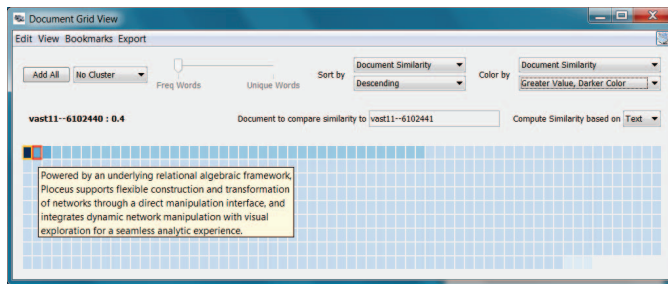 Document Grid View
Edit View Bookmarks Export
Document Similarity
Document Similarity
Add All
No Cluster
Sort by
Color by
Freq Words
Unique Words
Descending
Greater Value, Darker Color
vast11--6102440 : 0.4
Document to compare similarity to
vast11--6102441
Compute Similarity based on
Text
Powered by an underlying relational algebraic framework,
Ploceus supports flexible construction and transformation
of networks through a direct manipulation interface, and
integrates dynamic network manipulation with visual
exploration for a seamless analytic experience.